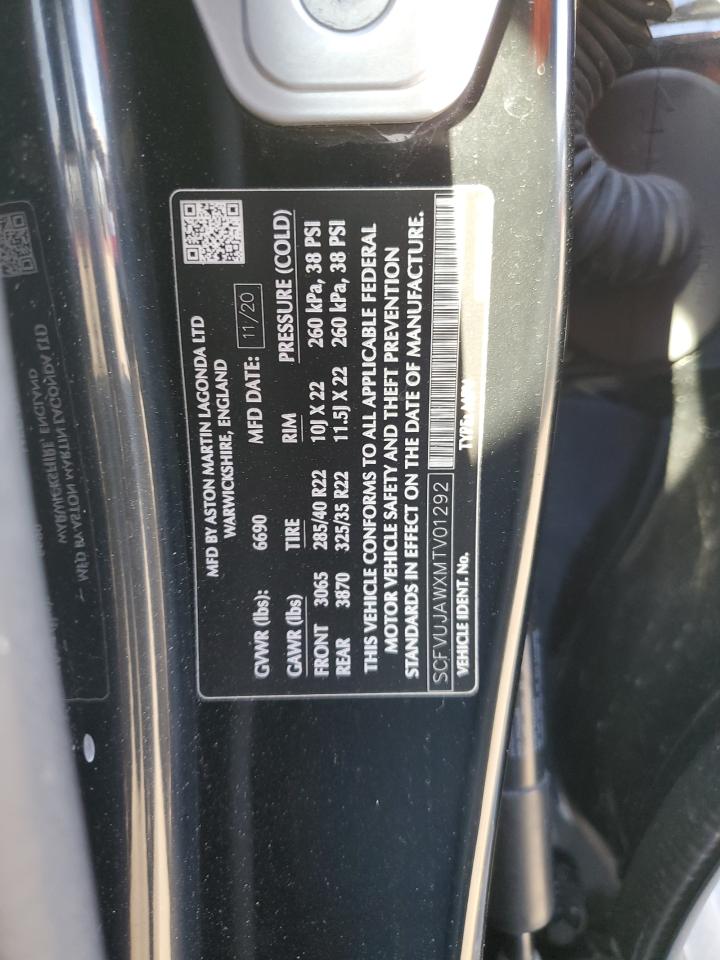 MFD BY ASTON MARTIN LAGONDA LTD
WARWICKSHIRE, ENGLAND
GVWR (lbs): 6690 MFD DATE: 11/20
GAWR (lbs) TIRE RIM PRESSURE (COLD)
FRONT 3065 285/40 R22 10J X 22 260 kPa, 38 PSI
REAR 3870 325/35 R22 11.5J X 22 260 kPa, 38 PSI
THIS VEHICLE CONFORMS TO ALL APPLICABLE FEDERAL
MOTOR VEHICLE SAFETY AND THEFT PREVENTION
STANDARDS IN EFFECT ON THE DATE OF MANUFACTURE.
SCFVUJAWXMTV01292
VEHICLE IDENT. No. TYPE: MPV